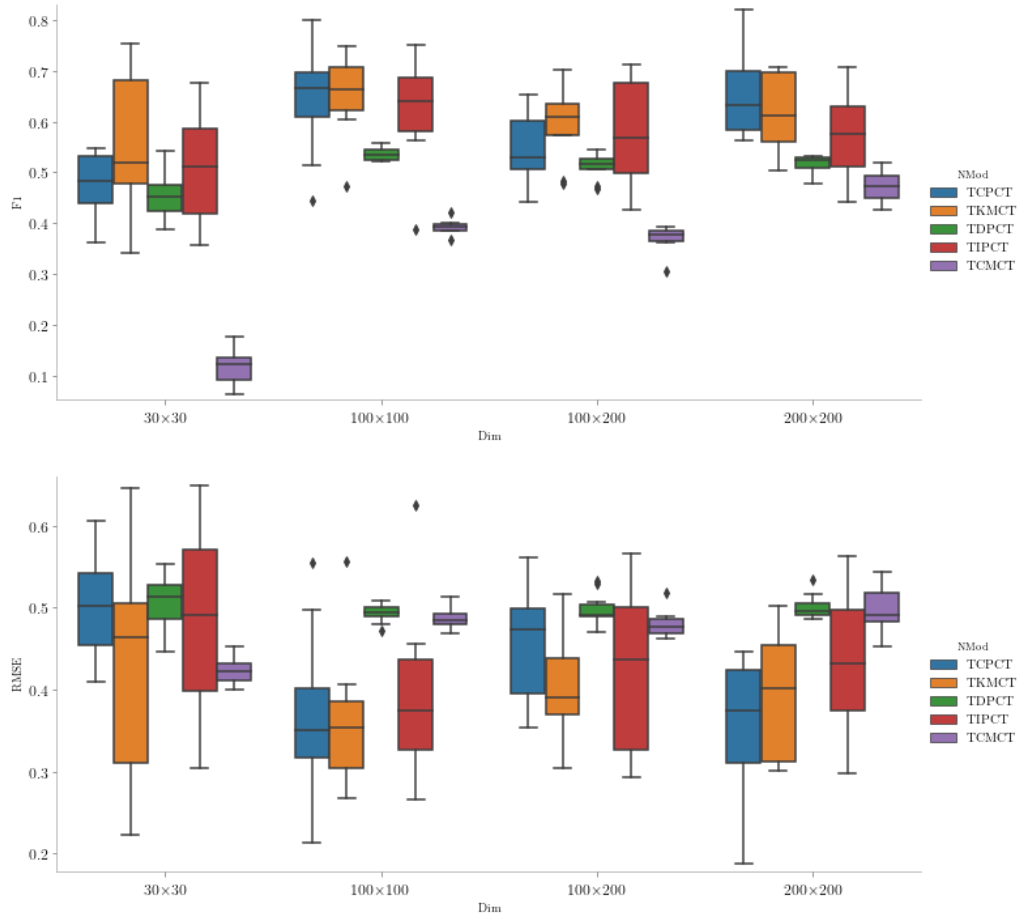 0.8
0.7
0.6
0.5
0.4
0.3
0.2
0.1
F1
30×30
100×100
100×200
200×200
Dim
NMod
TCPCT
TKMCT
TDPCT
TIPCT
TCMCT
0.6
0.5
0.4
0.3
0.2
RMSE
30×30
100×100
100×200
200×200
Dim
NMod
TCPCT
TKMCT
TDPCT
TIPCT
TCMCT